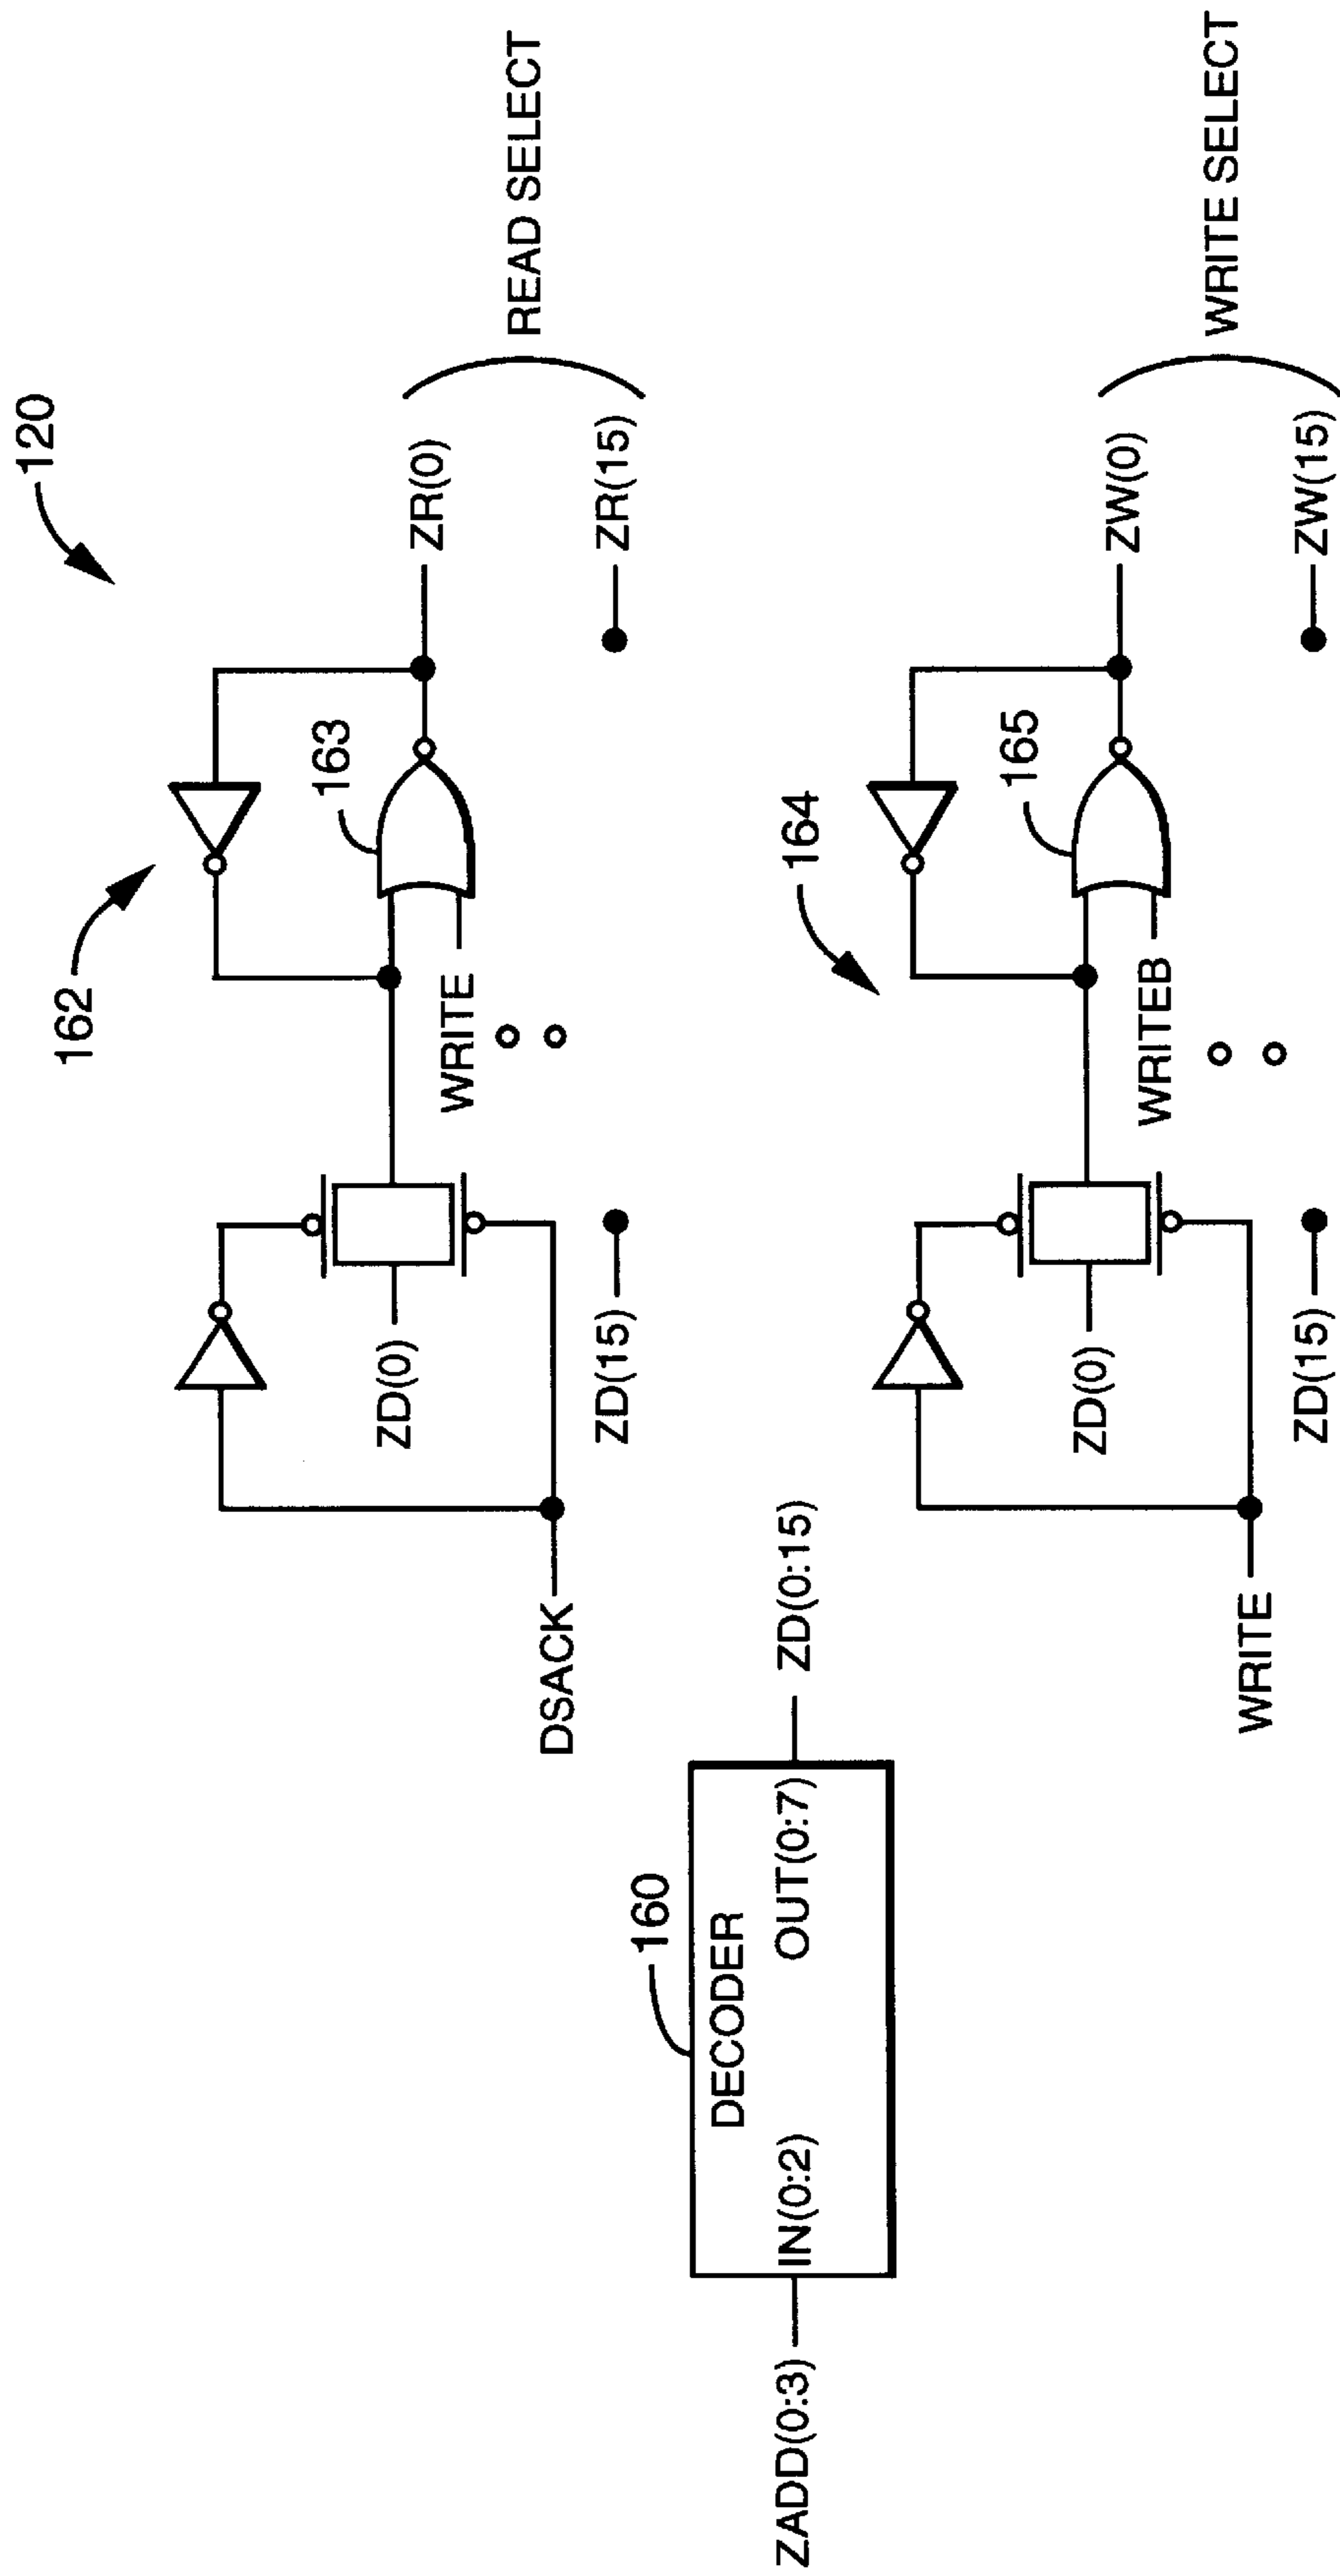 120
162
163
ZR(0)
READ SELECT
ZD(0)
WRITE
ZR(15)
DSACK
ZD(15)
160
DECODER
ZADD(0:3)
IN(0:2)
OUT(0:7)
ZD(0:15)
164
165
ZW(0)
WRITE SELECT
ZD(0)
WRITEB
ZW(15)
WRITE
ZD(15)